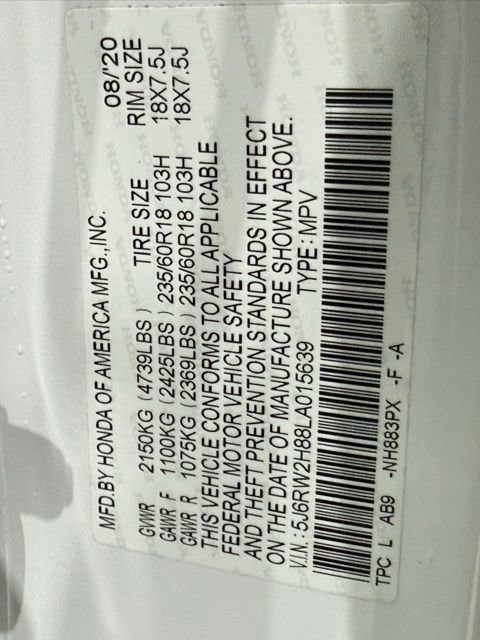 MFD. BY HONDA OF AMERICA MFG., INC. 08/'20
TIRE SIZE RIM SIZE
GVWR 2150KG (4739LBS)
GAWR F 1100KG (2425LBS) 235/60R18 103H 18X7.5J
GAWR R 1075KG (2369LBS) 235/60R18 103H 18X7.5J
THIS VEHICLE CONFORMS TO ALL APPLICABLE
FEDERAL MOTOR VEHICLE SAFETY
AND THEFT PREVENTION STANDARDS IN EFFECT
ON THE DATE OF MANUFACTURE SHOWN ABOVE.
V.I.N.: 5J6RW2H88LA015639 TYPE: MPV
TPC L AB9 -NH883PX -F -A